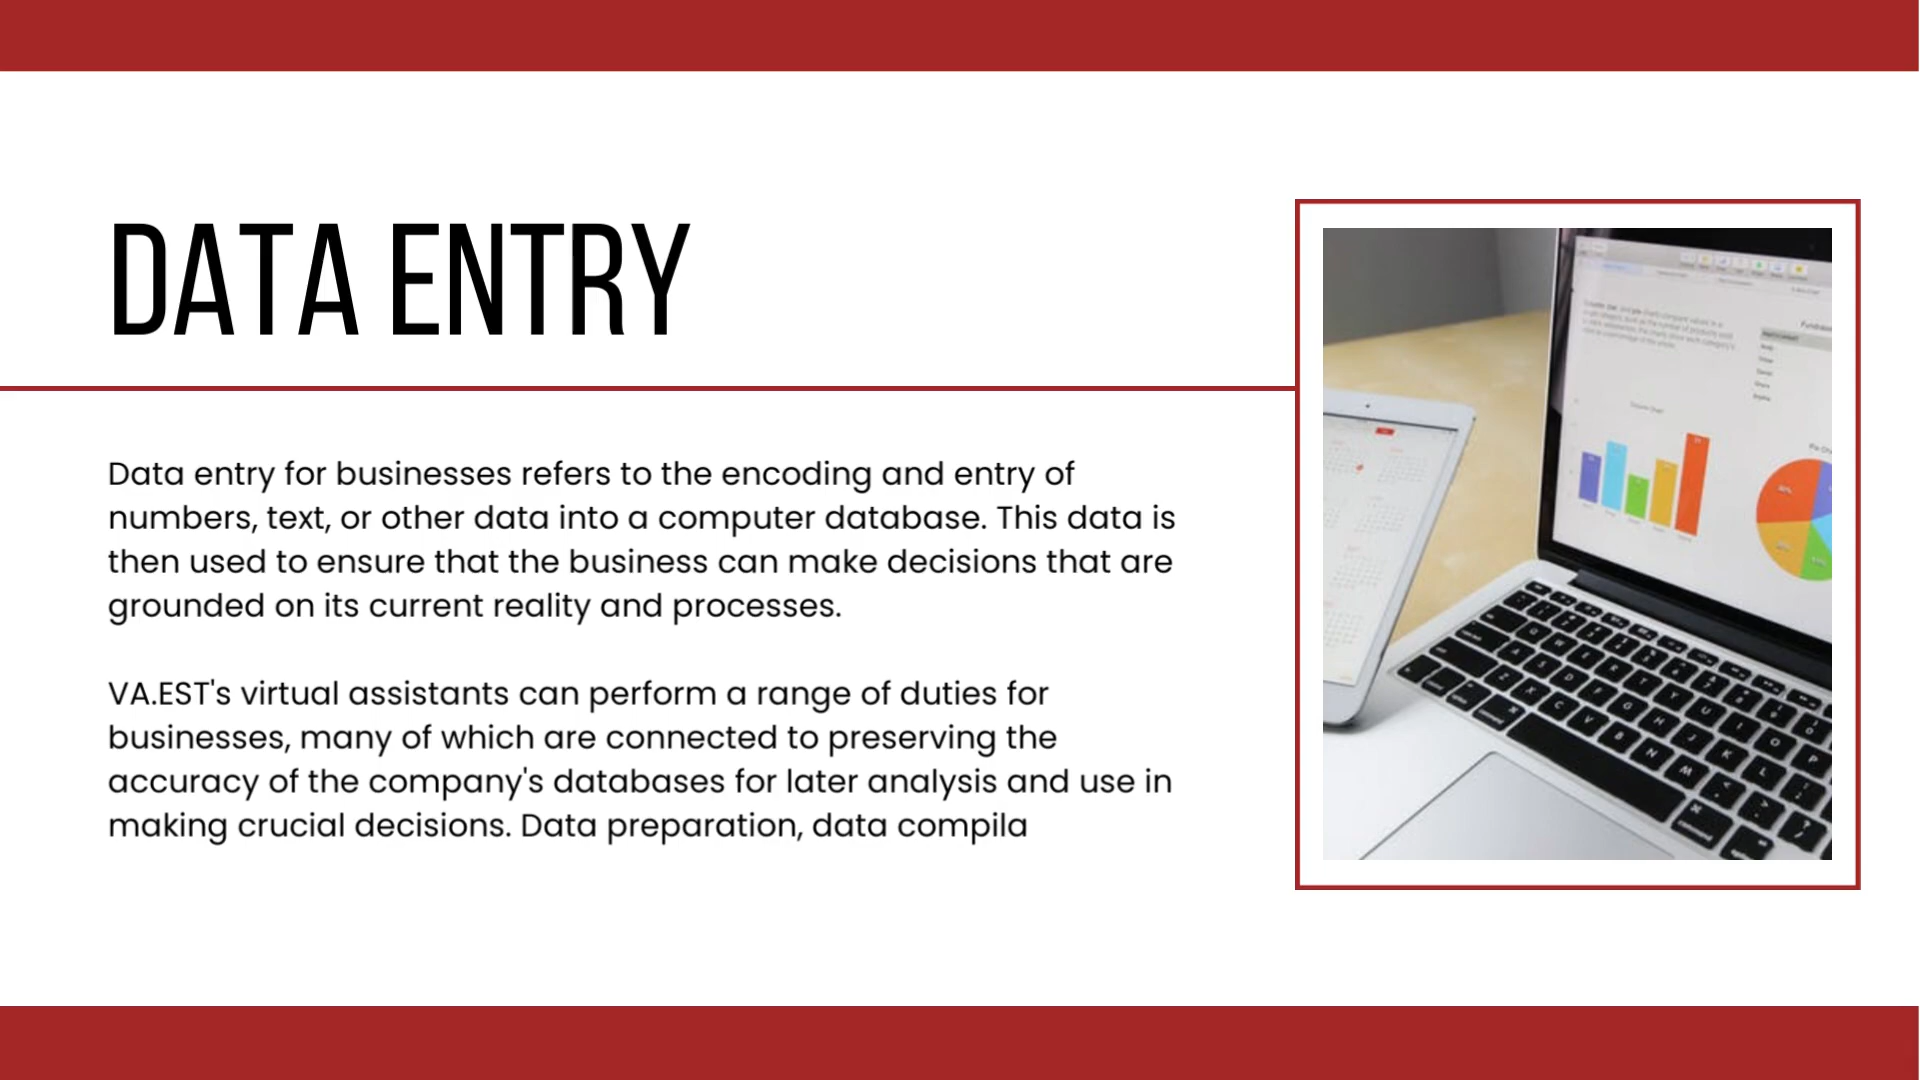 DATA ENTRY
Data entry for businesses refers to the encoding and entry of
numbers, text, or other data into a computer database. This data is
then used to ensure that the business can make decisions that are
grounded on its current reality and processes.
VA.EST's virtual assistants can perform a range of duties for
businesses, many of which are connected to preserving the
accuracy of the company's databases for later analysis and use in
making crucial decisions. Data preparation, data compila